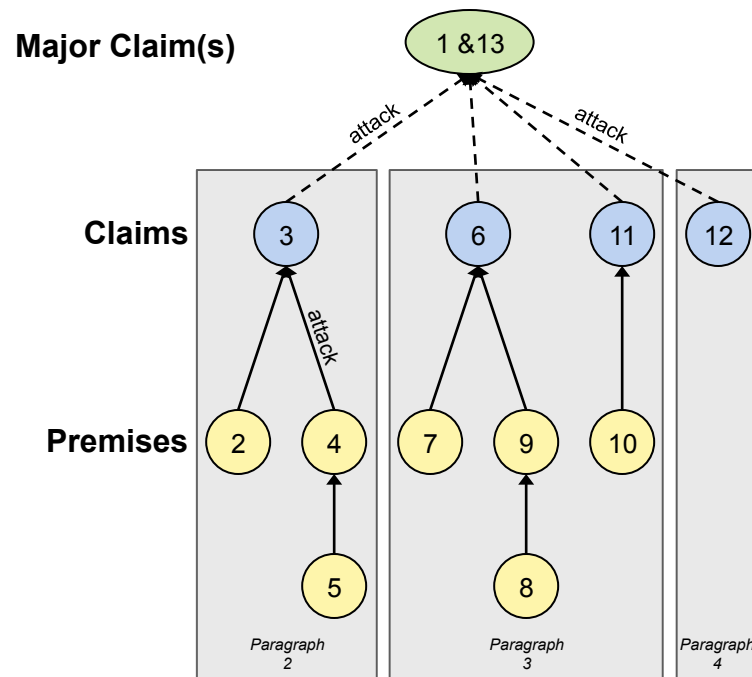 Major Claim(s)
1 &13
attack
attack
Claims
3
6
11
12
attack
Premises
2
4
7
9
10
5
8
Paragraph
2
Paragraph
3
Paragraph
4